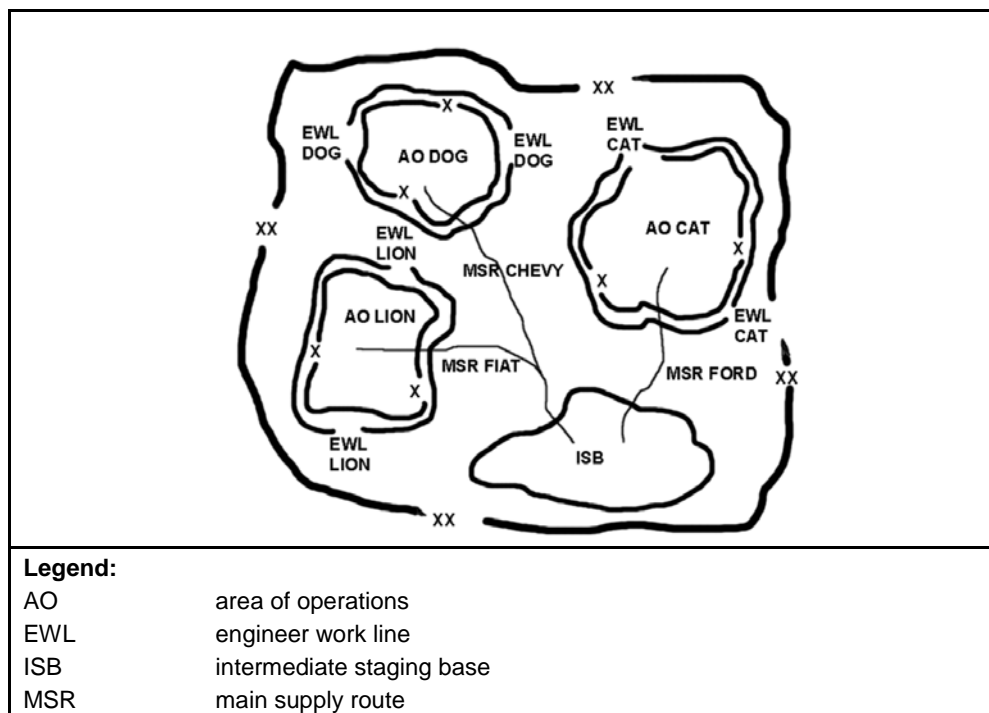 XX
X
EWL
DOG
AO DOG
EWL
DOG
X
EWL
CAT
AO CAT
X
X
XX
EWL
LION
MSR CHEVY
AO LION
X
MSR FIAT
X
EWL
CAT
MSR FORD
XX
EWL
LION
ISB
XX
Legend:
AO area of operations
EWL engineer work line
ISB intermediate staging base
MSR main supply route